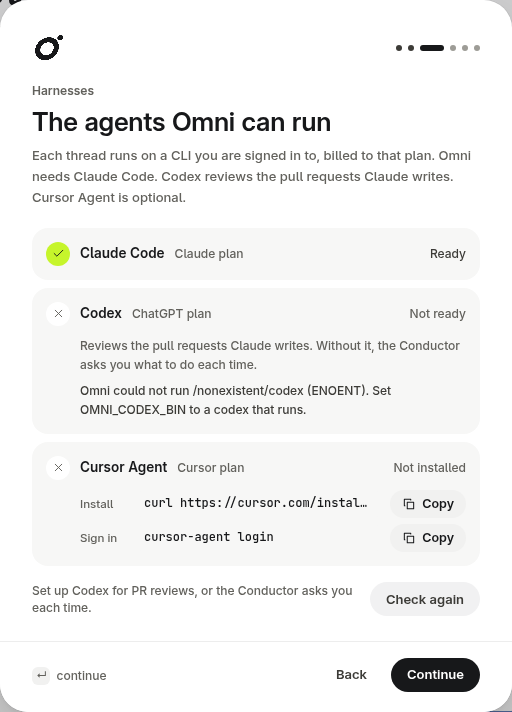 Harnesses
The agents Omni can run
Each thread runs on a CLI you are signed in to, billed to that plan. Omni
needs Claude Code. Codex reviews the pull requests Claude writes.
Cursor Agent is optional.
Claude Code Claude plan Ready
Codex ChatGPT plan Not ready
Reviews the pull requests Claude writes. Without it, the Conductor
asks you what to do each time.
Omni could not run /nonexistent/codex (ENOENT). Set
OMNI_CODEX_BIN to a codex that runs.
Cursor Agent Cursor plan Not installed
Install curl https://cursor.com/instal… Copy
Sign in cursor-agent login Copy
Set up Codex for PR reviews, or the Conductor asks you
each time.
Check again
continue Back Continue